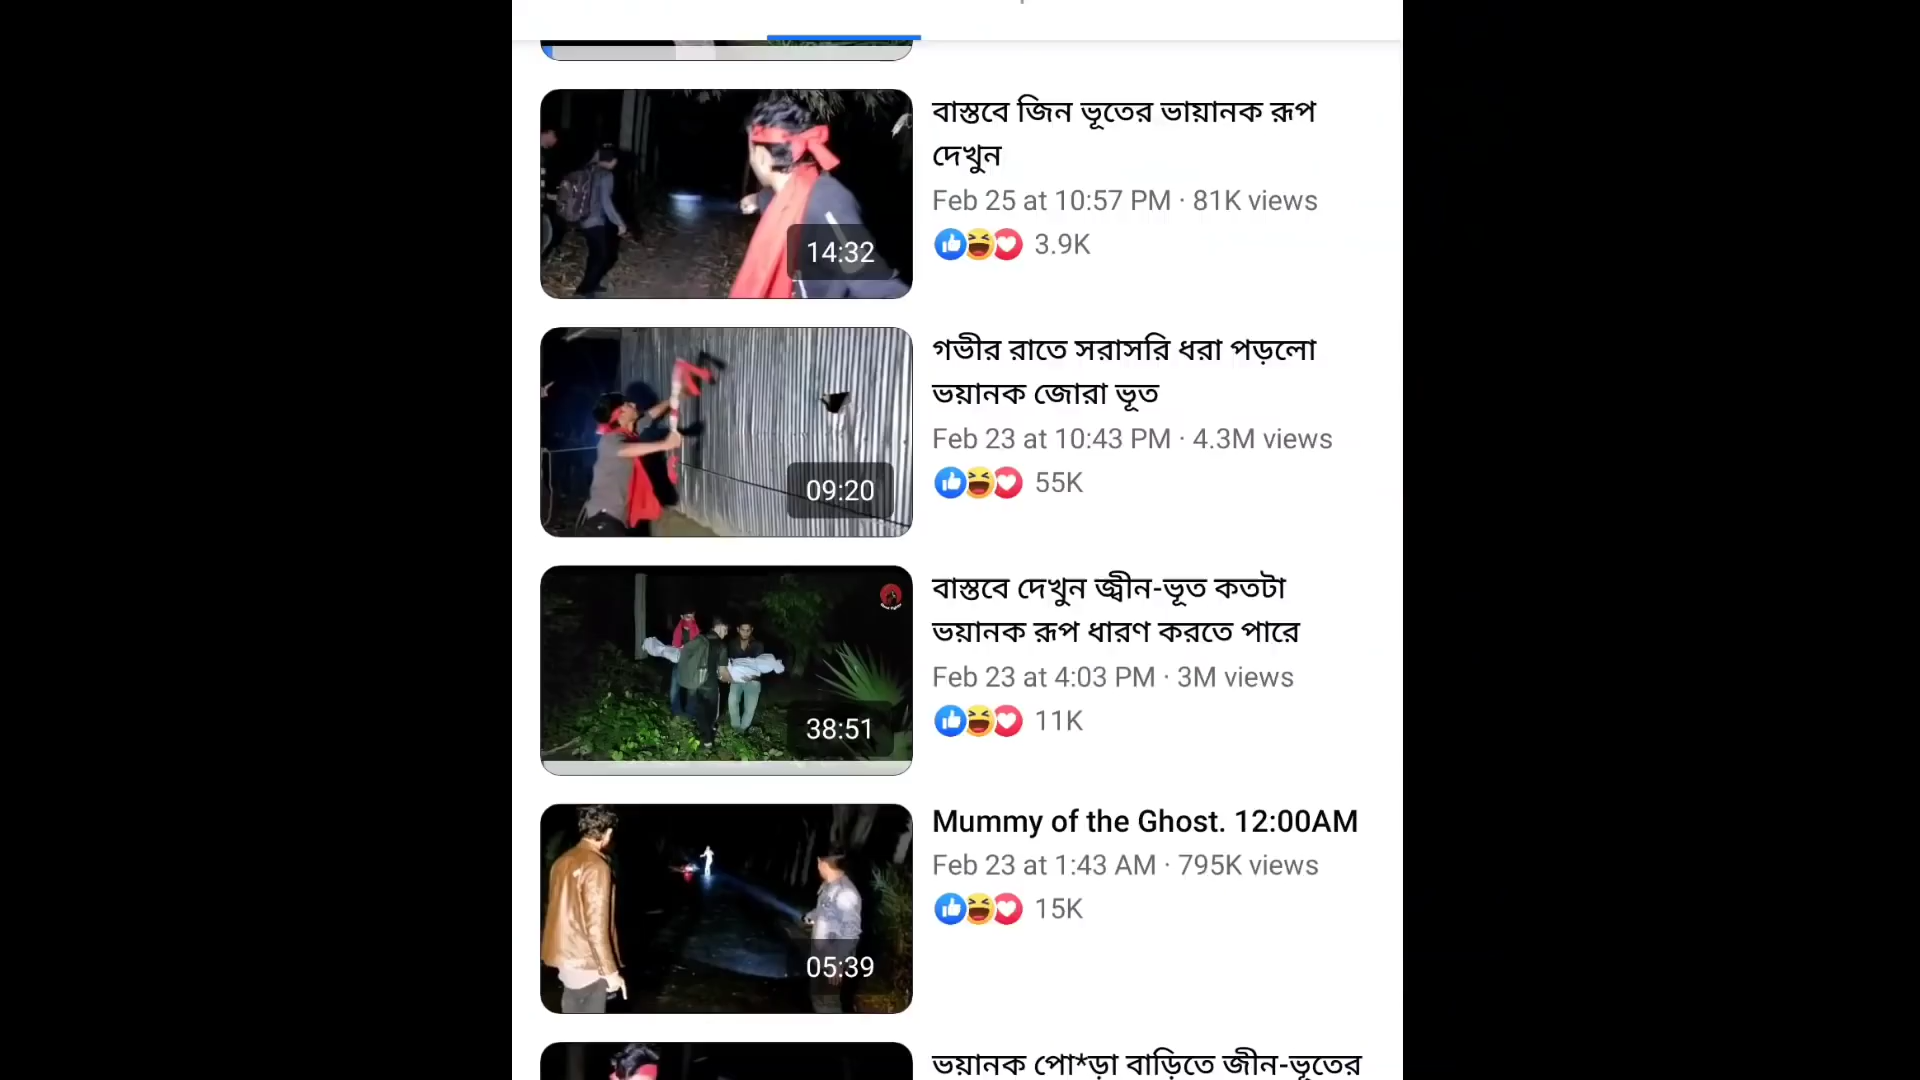 বাস্তবে জিন ভূতের ভায়ানক রূপ
দেখুন
Feb 25 at 10:57 PM · 81K views
3.9K
14:32
গভীর রাতে সরাসরি ধরা পড়লো
ভয়ানক জোরা ভূত
Feb 23 at 10:43 PM · 4.3M views
55K
09:20
বাস্তবে দেখুন জ্বীন-ভূত কতটা
ভয়ানক রূপ ধারণ করতে পারে
Feb 23 at 4:03 PM · 3M views
11K
38:51
Mummy of the Ghost. 12:00AM
Feb 23 at 1:43 AM · 795K views
15K
05:39
ভয়ানক পো*ড়া বাড়িতে জীন-ভূতের